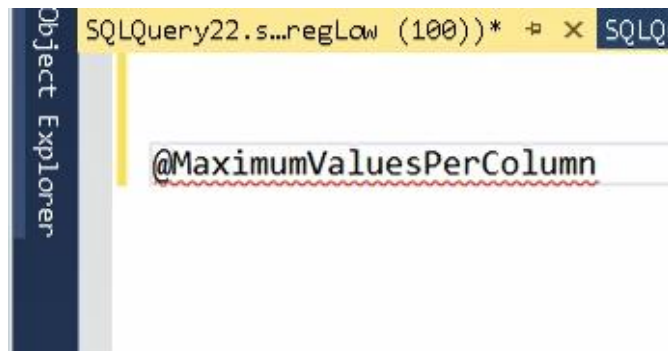 Object Explorer
SQLQuery22.s...regLow (100))*
SQLQ
@MaximumValuesPerColumn